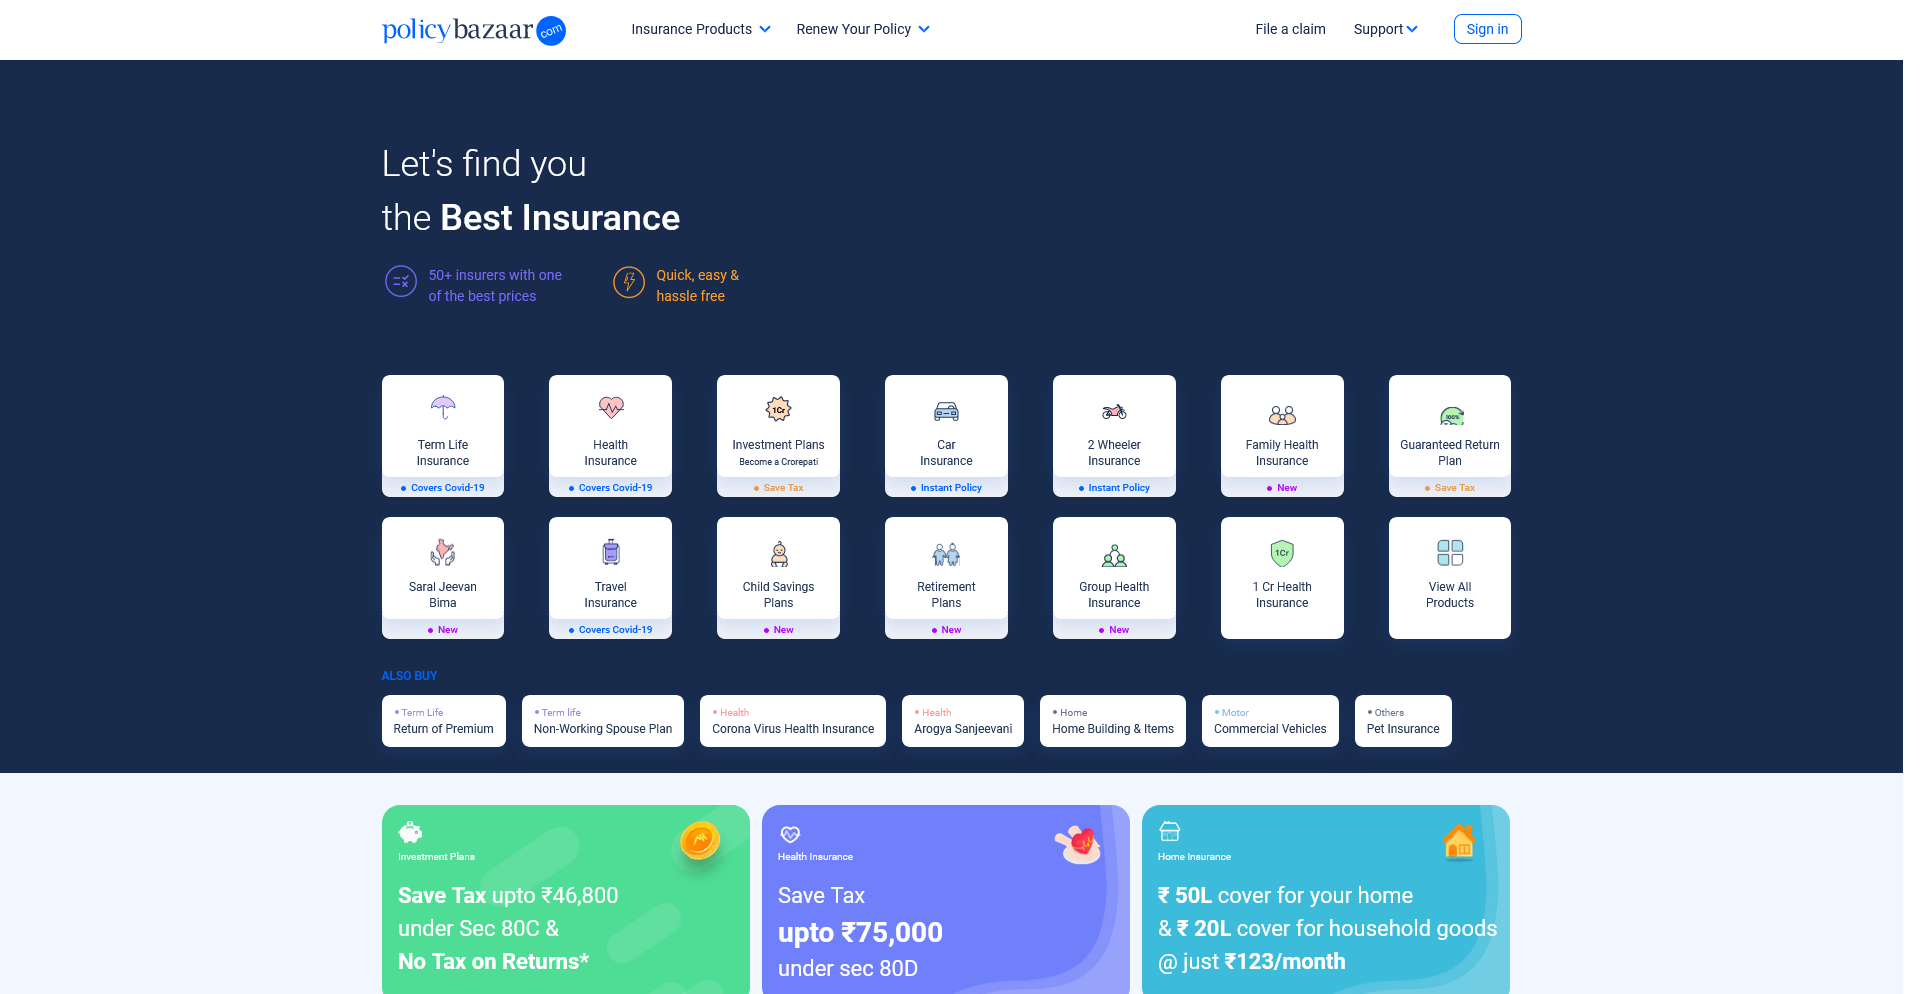 policybazaar com
Insurance Products
Renew Your Policy
File a claim
Support
Sign in
Let's find you
the Best Insurance
50+ insurers with one
of the best prices
Quick, easy &
hassle free
Term Life
Insurance
Covers Covid-19
Health
Insurance
Covers Covid-19
1Cr
Investment Plans
Become a Crorepati
Save Tax
Car
Insurance
Instant Policy
2 Wheeler
Insurance
Instant Policy
Family Health
Insurance
New
100%
Guaranteed Return
Plan
Save Tax
Saral Jeevan
Bima
New
Travel
Insurance
Covers Covid-19
Child Savings
Plans
New
Retirement
Plans
New
Group Health
Insurance
New
1Cr
1 Cr Health
Insurance
View All
Products
ALSO BUY
Term Life
Return of Premium
Term life
Non-Working Spouse Plan
Health
Corona Virus Health Insurance
Health
Arogya Sanjeevani
Home
Home Building & Items
Motor
Commercial Vehicles
Others
Pet Insurance
Investment Plans
Save Tax upto ₹46,800
under Sec 80C &
No Tax on Returns*
Health Insurance
Save Tax
upto ₹75,000
under sec 80D
Home Insurance
₹ 50L cover for your home
& ₹ 20L cover for household goods
@ just ₹123/month